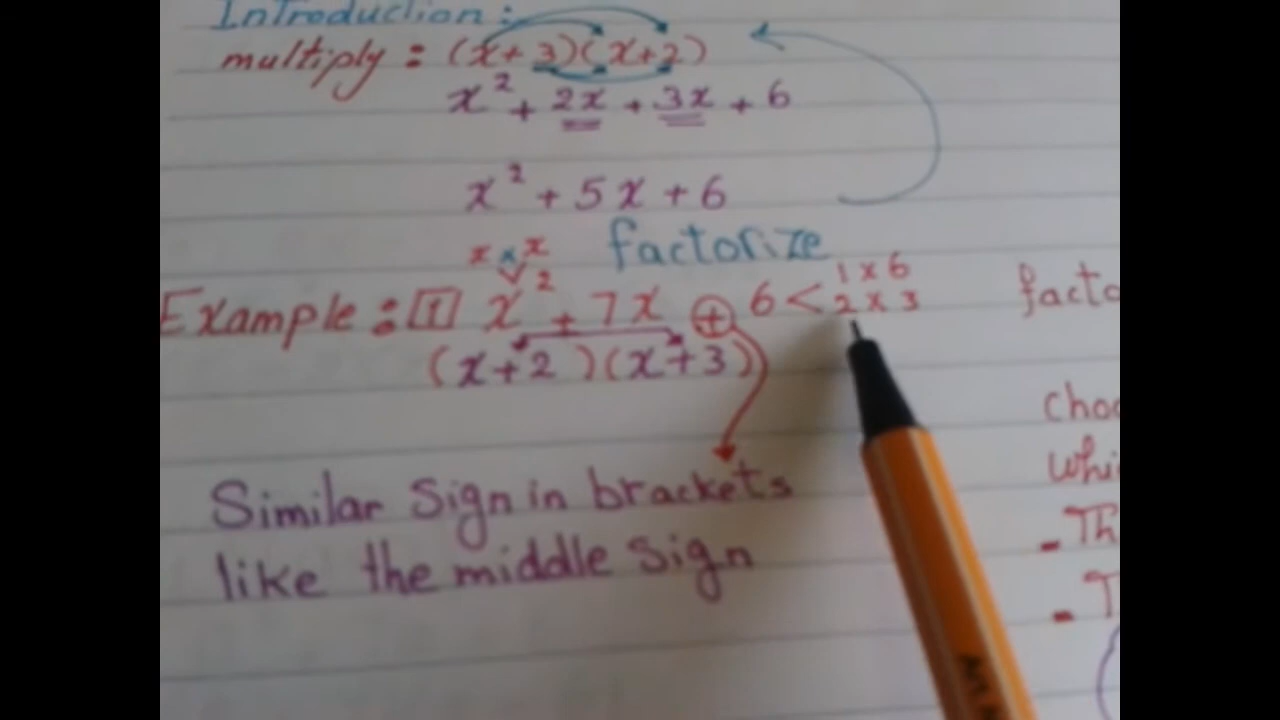 Introduction:
multiply: (x+3)(x+2)
x² + 2x + 3x + 6
x² + 5x + 6
factorize
x x x
1 x 6
Example: 1 x² + 7x + 6 < 2 x 3
(x+2)(x+3)
Similar Sign in brackets
like the middle sign